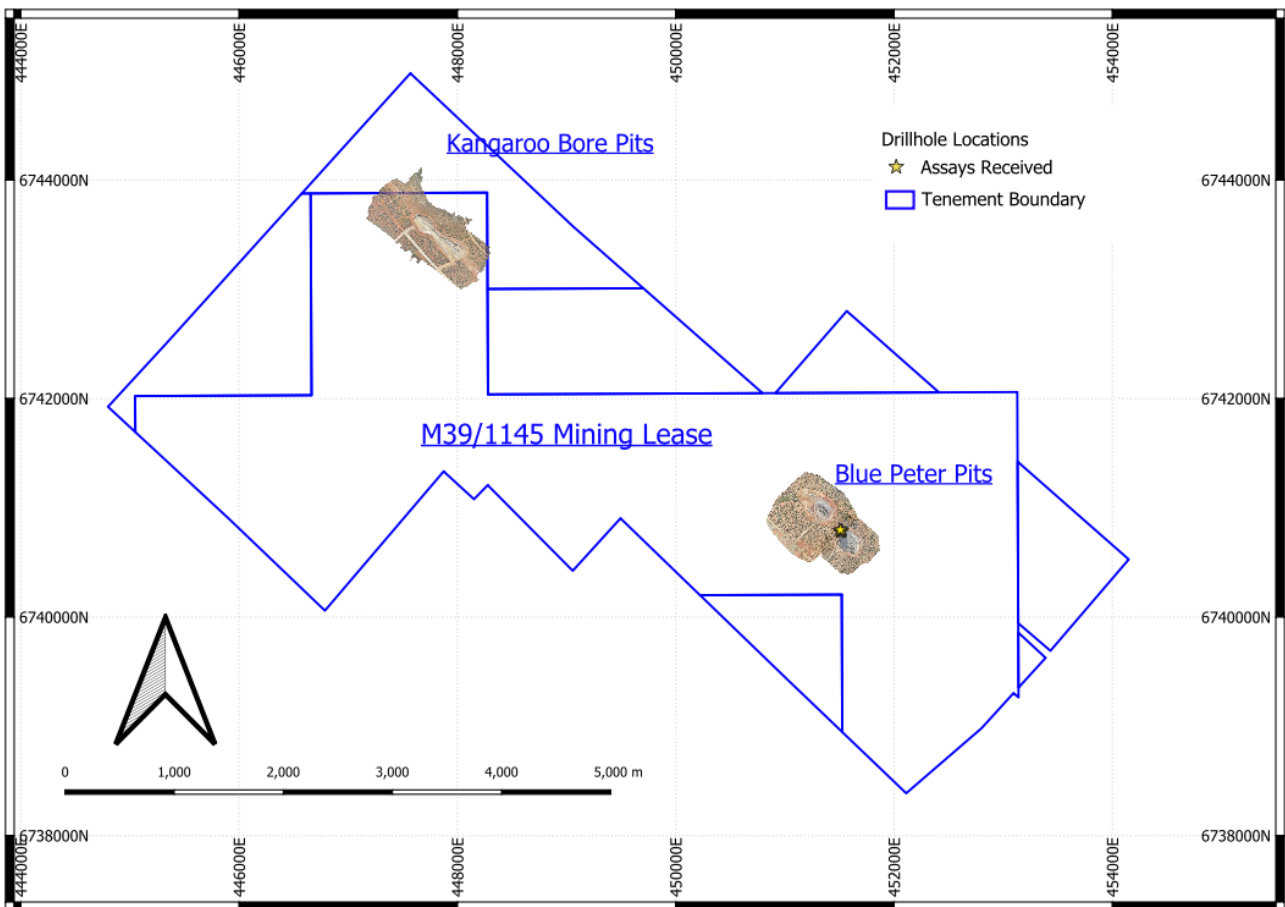 444000E
446000E
448000E
450000E
452000E
454000E
Kangaroo Bore Pits
Drillhole Locations
Assays Received
Tenement Boundary
6744000N
6744000N
6742000N
6742000N
M39/1145 Mining Lease
Blue Peter Pits
6740000N
6740000N
0 1,000 2,000 3,000 4,000 5,000 m
6738000N
6738000N
444000E
446000E
448000E
450000E
452000E
454000E